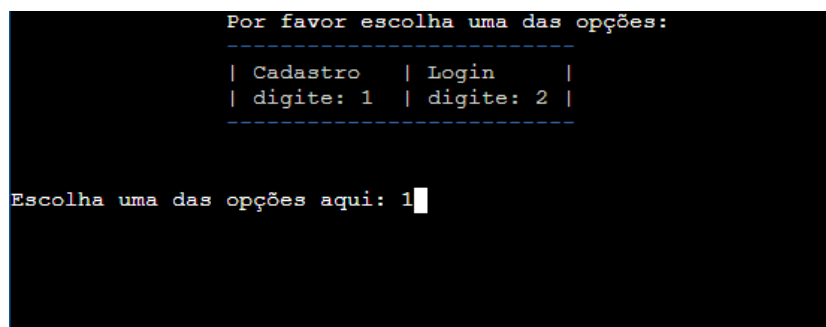 Por favor escolha uma das opções:
--------------------------
| Cadastro   | Login     |
| digite: 1  | digite: 2 |
--------------------------
Escolha uma das opções aqui: 1